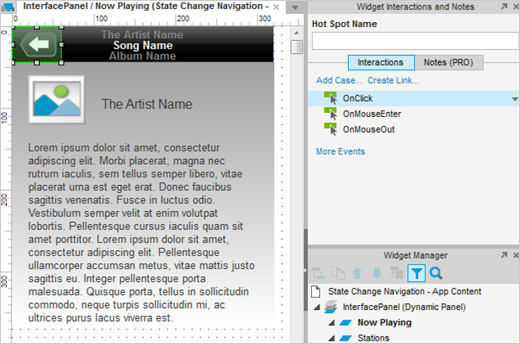 InterfacePanel / Now Playing (State Change Navigation -
0
100
200
300
0
100
200
300
The Artist Name
Song Name
Album Name
The Artist Name
Lorem ipsum dolor sit amet, consectetur
adipiscing elit. Morbi placerat, magna nec
rutrum iaculis, sem tellus semper libero, vitae
placerat urna est eget erat. Donec faucibus
sagittis venenatis. Fusce in luctus odio.
Vestibulum semper velit at enim volutpat
lobortis. Pellentesque cursus iaculis quam sit
amet porttitor. Lorem ipsum dolor sit amet,
consectetur adipiscing elit. Pellentesque
ullamcorper accumsan metus, vitae mattis justo
sagittis eu. Integer pellentesque porta
malesuada. Quisque porta, tellus in sollicitudin
commodo, neque turpis sollicitudin mi, ac
ultrices purus lacus viverra est.
Widget Interactions and Notes
Hot Spot Name
Interactions
Notes (PRO)
Add Case...
Create Link...
OnClick
OnMouseEnter
OnMouseOut
More Events
Widget Manager
State Change Navigation - App Content
InterfacePanel (Dynamic Panel)
Now Playing
Stations